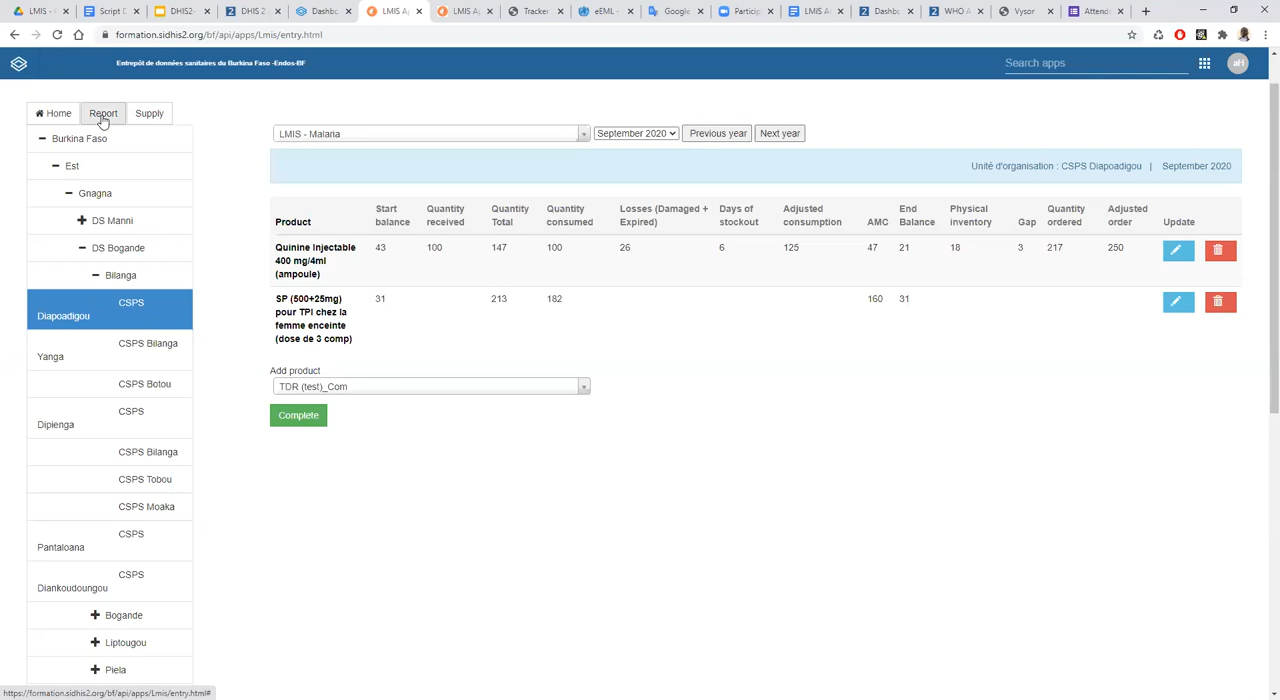 LMIS -
Script D
DHIS2-
DHIS 2
Dashbo
LMIS A
LMIS A
Tracker
eEML -
Google
Particip
LMIS A
Dashbo
WHO A
Vysor
Attend
formation.sidhis2.org/bf/api/apps/Lmis/entry.html
Entrepôt de données sanitaires du Burkina Faso -Endos-BF
Search apps
aH
Home
Report
Supply
Burkina Faso
Est
Gnagna
DS Manni
DS Bogande
Bilanga
CSPS
Diapoadigou
CSPS Bilanga
Yanga
CSPS Botou
CSPS
Dipienga
CSPS Bilanga
CSPS Tobou
CSPS Moaka
CSPS
Pantaloana
CSPS
Diankoudoungou
Bogande
Liptougou
Piela
LMIS - Malaria
September 2020
Previous year
Next year
Unité d'organisation : CSPS Diapoadigou | September 2020
Product
Start
balance
Quantity
received
Quantity
Total
Quantity
consumed
Losses (Damaged +
Expired)
Days of
stockout
Adjusted
consumption
AMC
End
Balance
Physical
inventory
Gap
Quantity
ordered
Adjusted
order
Update
Quinine Injectable
400 mg/4ml
(ampoule)
43 100 147 100 26 6 125 47 21 18 3 217 250
SP (500+25mg)
pour TPI chez la
femme enceinte
(dose de 3 comp)
31 213 182 160 31
Add product
TDR (test)_Com
Complete
https://formation.sidhis2.org/bf/api/apps/Lmis/entry.html#